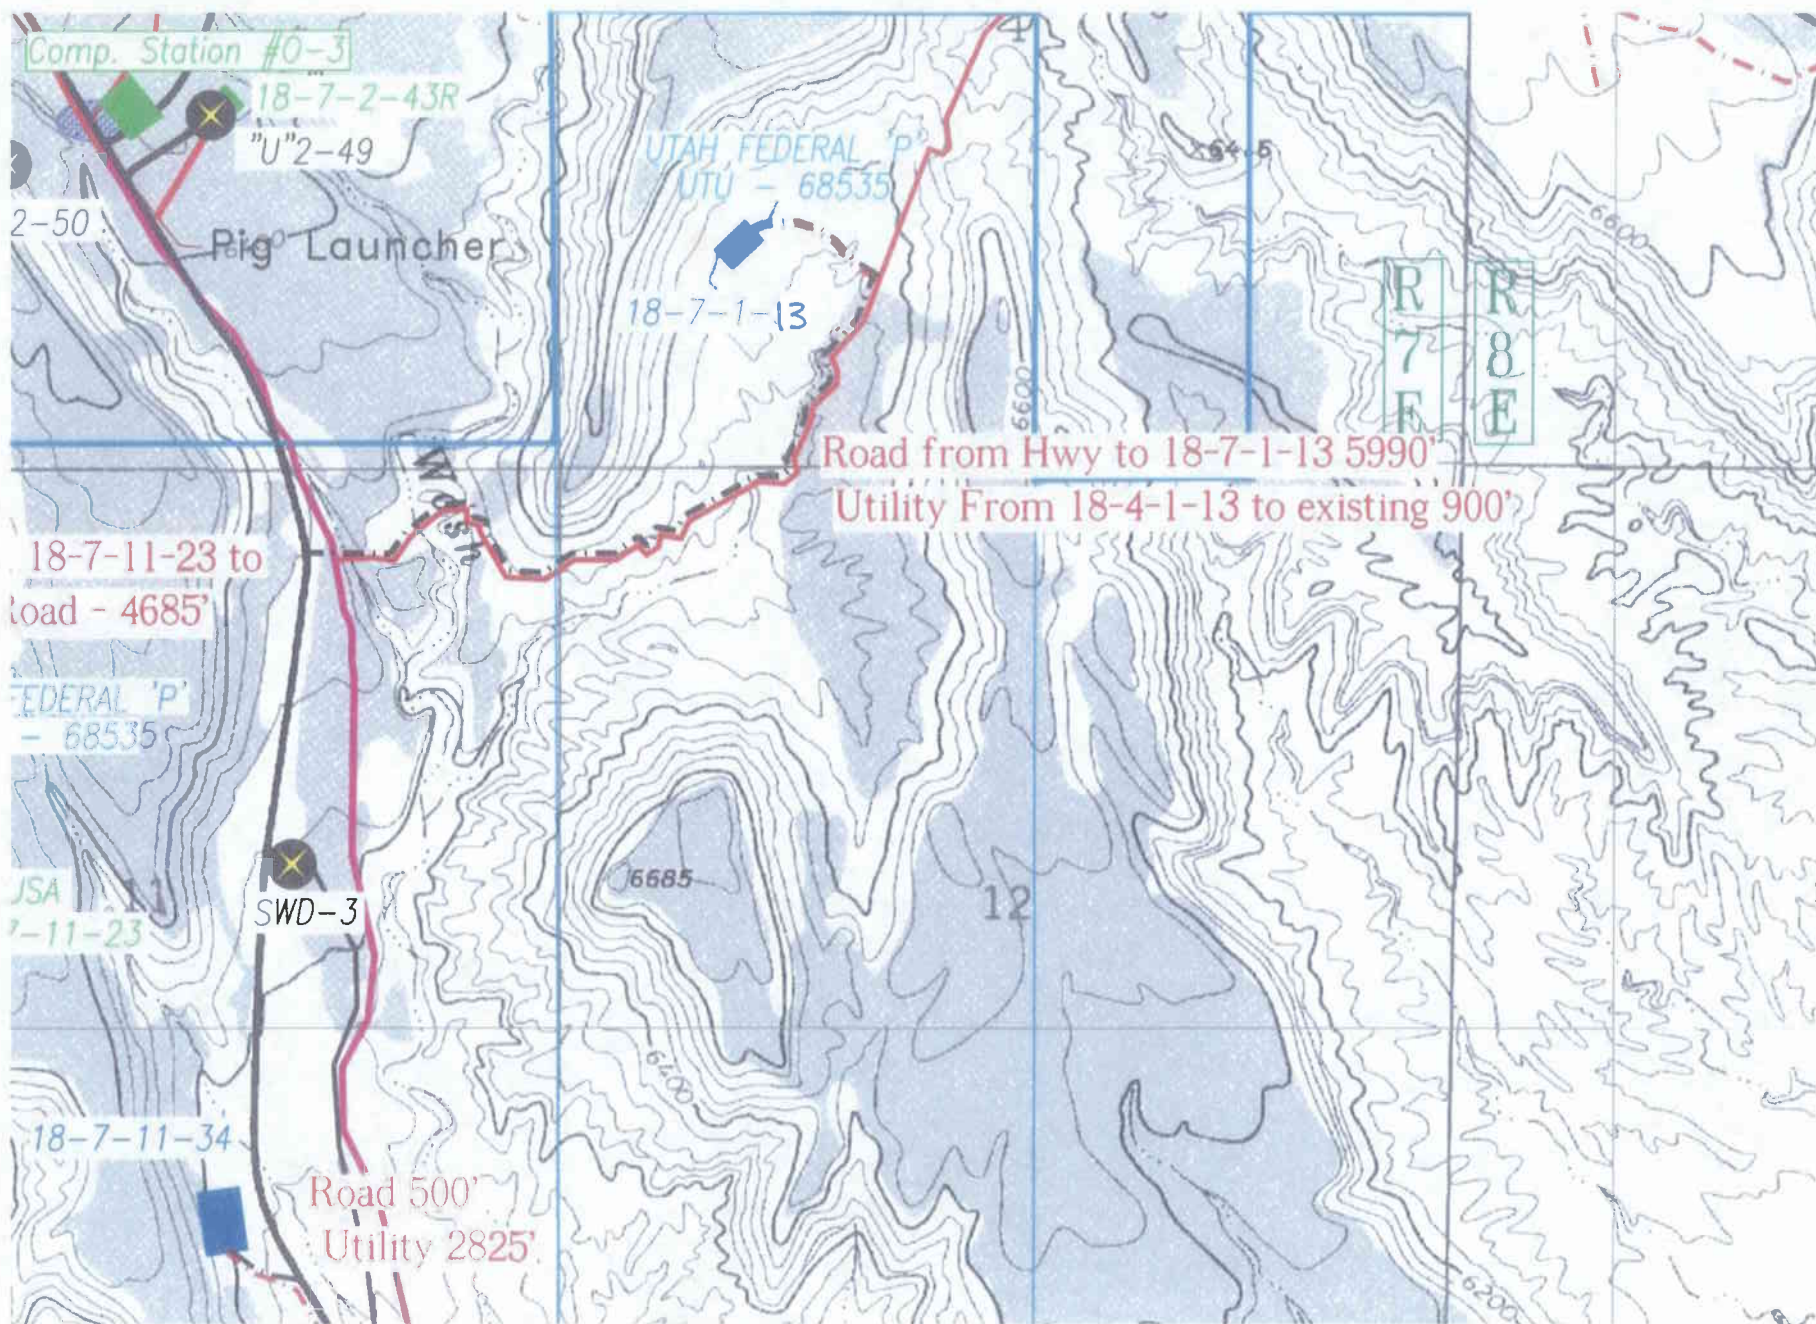 Comp. Station #0-3
18-7-2-43R
"U"2-49
2-50
Pig Launcher
UTAH FEDERAL 'P'
UTU - 68535
18-7-1-13
6600
6600
R
7
E
R
8
E
Road from Hwy to 18-7-1-13 5990'
Utility From 18-4-1-13 to existing 900'
Wash
18-7-11-23 to
Road - 4685'
FEDERAL 'P'
- 68535
USA
11
7-11-23
SWD-3
6685
12
6400
18-7-11-34
Road 500'
Utility 2825'
6200